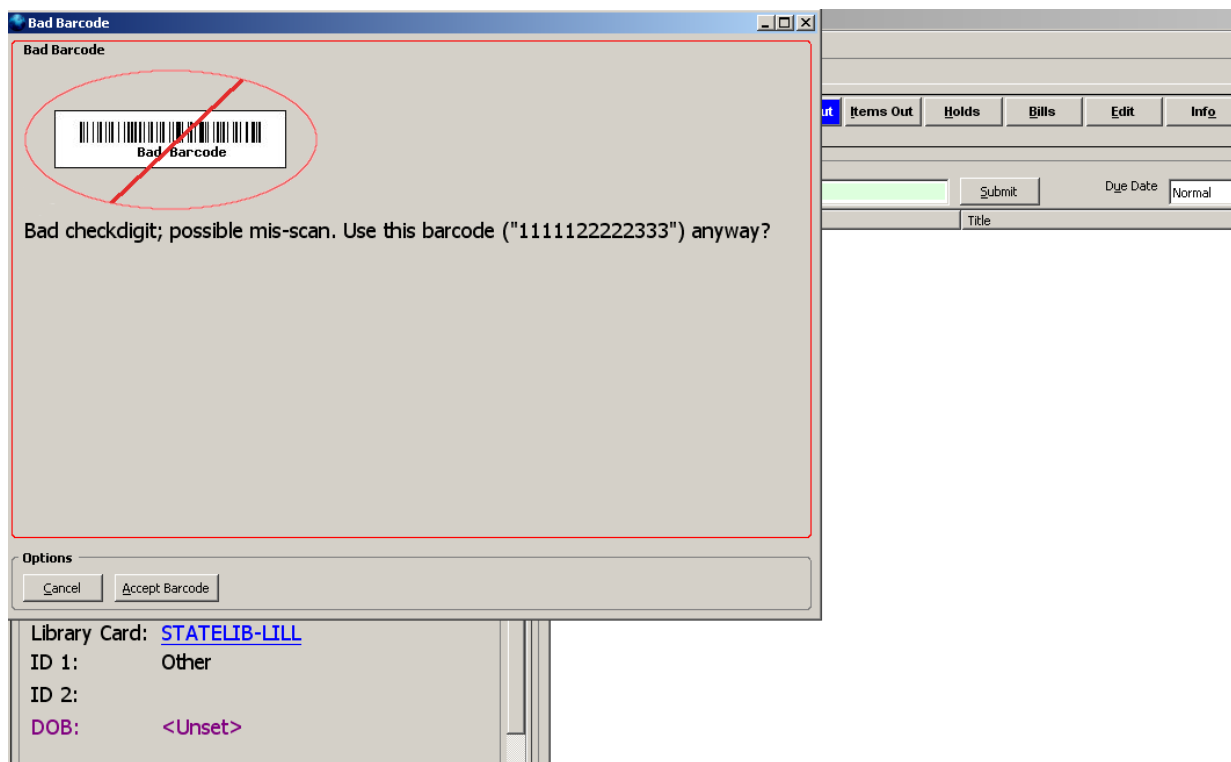 Bad Barcode
Bad Barcode
Bad Barcode
Bad checkdigit; possible mis-scan. Use this barcode ("1111122222333") anyway?
Options
Cancel Accept Barcode
ut Items Out Holds Bills Edit Info
Submit Due Date Normal
Title
Library Card: STATELIB-LILL
ID 1: Other
ID 2:
DOB: <Unset>